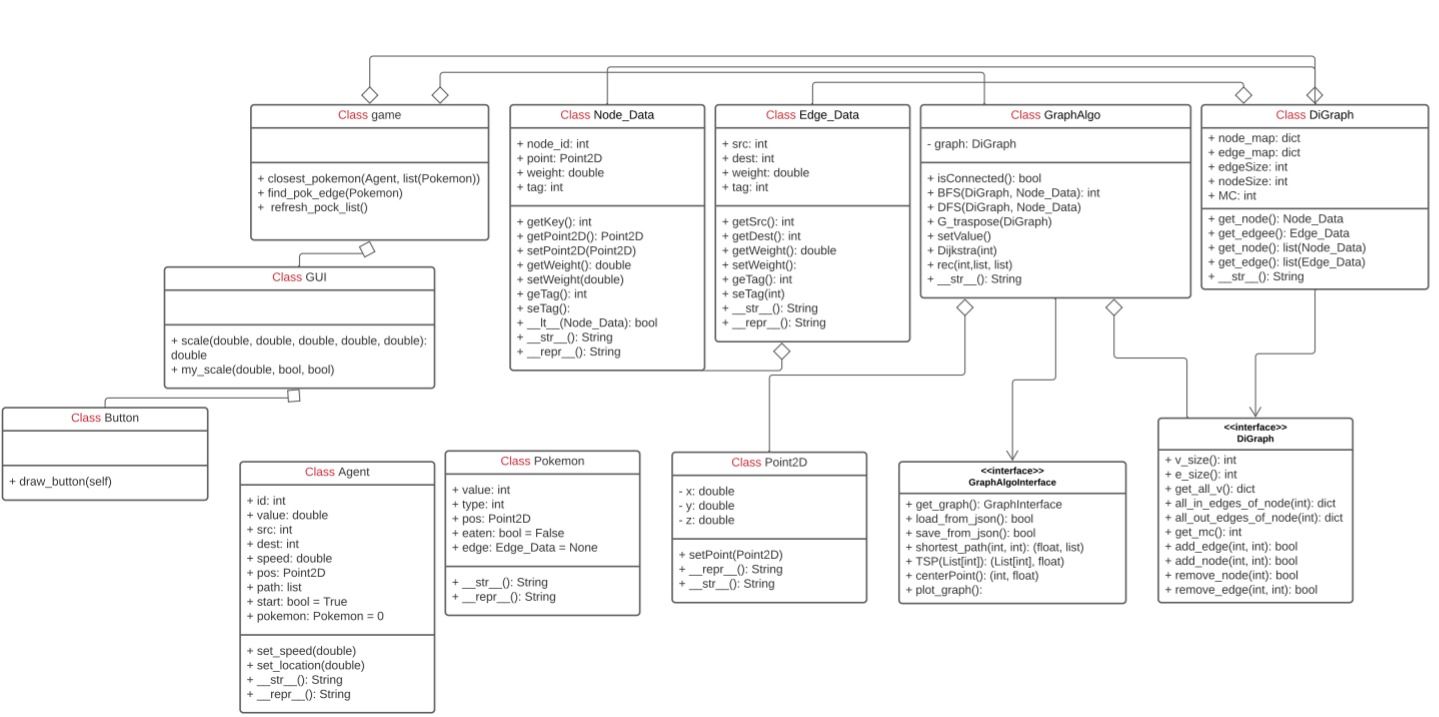 Class game
+ closest_pokemon(Agent, list(Pokemon))
+ find_pok_edge(Pokemon)
+ refresh_pock_list()
Class Node_Data
+ node_id: int
+ point: Point2D
+ weight: double
+ tag: int
+ getKey(): int
+ getPoint2D(): Point2D
+ setPoint2D(Point2D)
+ getWeight(): double
+ setWeight(double)
+ geTag(): int
+ seTag():
+ __lt__(Node_Data): bool
+ __str__(): String
+ __repr__(): String
Class Edge_Data
+ src: int
+ dest: int
+ weight: double
+ tag: int
+ getSrc(): int
+ getDest(): int
+ getWeight(): double
+ setWeight():
+ geTag(): int
+ seTag(int)
+ __str__(): String
+ __repr__(): String
Class GraphAlgo
- graph: DiGraph
+ isConnected(): bool
+ BFS(DiGraph, Node_Data): int
+ DFS(DiGraph, Node_Data)
+ G_traspose(DiGraph)
+ setValue()
+ Dijkstra(int)
+ rec(int,list, list)
+ __str__(): String
Class DiGraph
+ node_map: dict
+ edge_map: dict
+ edgeSize: int
+ nodeSize: int
+ MC: int
+ get_node(): Node_Data
+ get_edgee(): Edge_Data
+ get_node(): list(Node_Data)
+ get_edge(): list(Edge_Data)
+ __str__(): String
Class GUI
+ scale(double, double, double, double, double):
double
+ my_scale(double, bool, bool)
Class Button
+ draw_button(self)
Class Agent
+ id: int
+ value: double
+ src: int
+ dest: int
+ speed: double
+ pos: Point2D
+ path: list
+ start: bool = True
+ pokemon: Pokemon = 0
+ set_speed(double)
+ set_location(double)
+ __str__(): String
+ __repr__(): String
Class Pokemon
+ value: int
+ type: int
+ pos: Point2D
+ eaten: bool = False
+ edge: Edge_Data = None
+ __str__(): String
+ __repr__(): String
Class Point2D
- x: double
- y: double
- z: double
+ setPoint(Point2D)
+ __repr__(): String
+ __str__(): String
<<interface>>
GraphAlgoInterface
+ get_graph(): GraphInterface
+ load_from_json(): bool
+ save_from_json(): bool
+ shortest_path(int, int): (float, list)
+ TSP(List[int]): (List[int], float)
+ centerPoint(): (int, float)
+ plot_graph():
<<interface>>
DiGraph
+ v_size(): int
+ e_size(): int
+ get_all_v(): dict
+ all_in_edges_of_node(int): dict
+ all_out_edges_of_node(int): dict
+ get_mc(): int
+ add_edge(int, int): bool
+ add_node(int, int): bool
+ remove_node(int): bool
+ remove_edge(int, int): bool